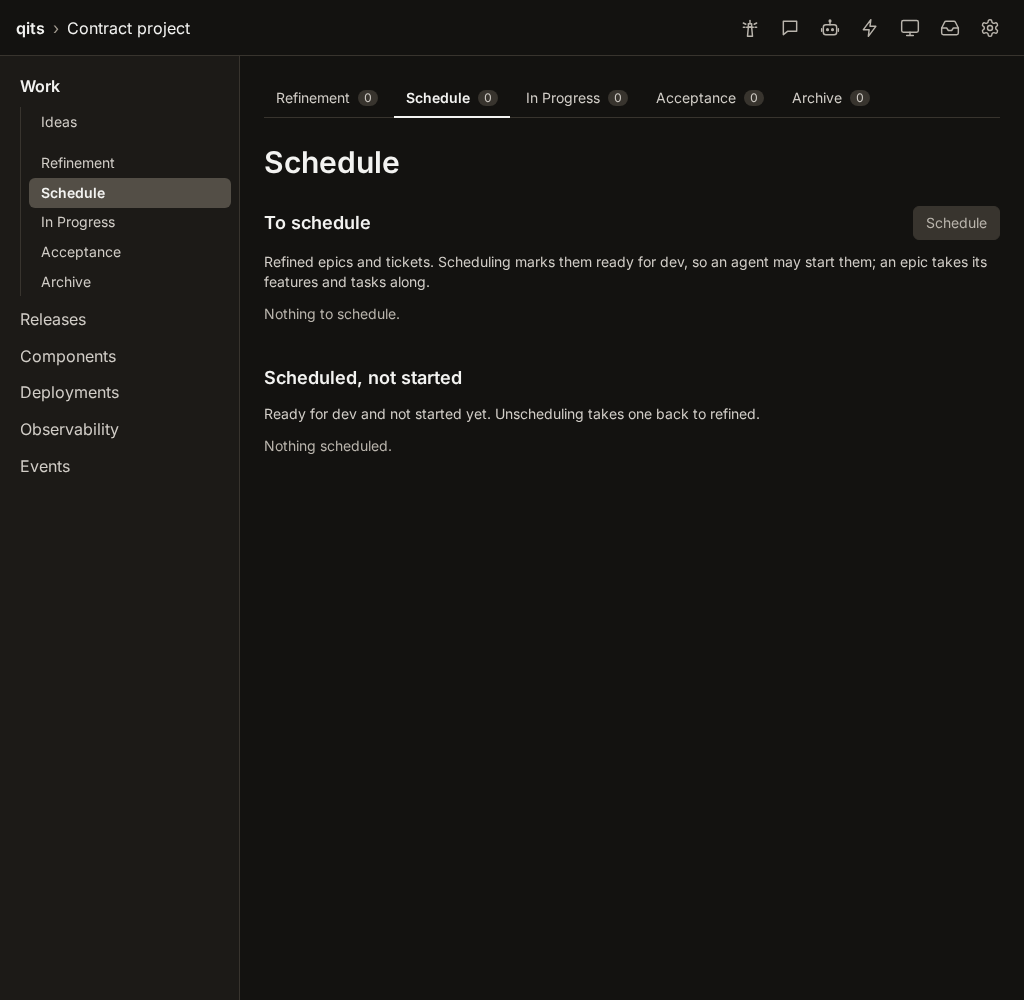 qits › Contract project
Work
Ideas
Refinement
Schedule
In Progress
Acceptance
Archive
Releases
Components
Deployments
Observability
Events
Refinement 0 Schedule 0 In Progress 0 Acceptance 0 Archive 0
Schedule
To schedule
Schedule
Refined epics and tickets. Scheduling marks them ready for dev, so an agent may start them; an epic takes its
features and tasks along.
Nothing to schedule.
Scheduled, not started
Ready for dev and not started yet. Unscheduling takes one back to refined.
Nothing scheduled.